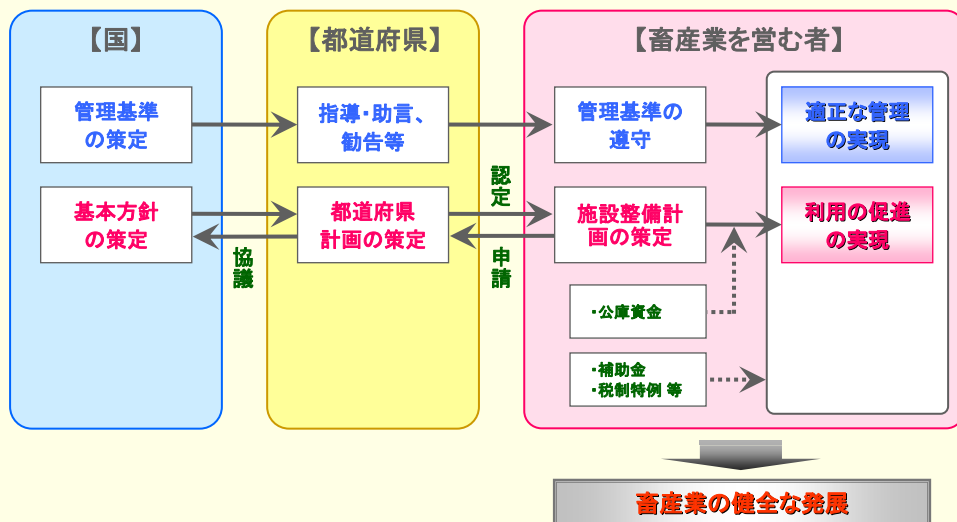 【国】
【都道府県】
【畜産業を営む者】
管理基準
の策定
指導・助言、
勧告等
管理基準の
遵守
適正な管理
の実現
基本方針
の策定
協議
都道府県
計画の策定
認定
申請
施設整備計
画の策定
利用の促進
の実現
・公庫資金
・補助金
・税制特例 等
畜産業の健全な発展